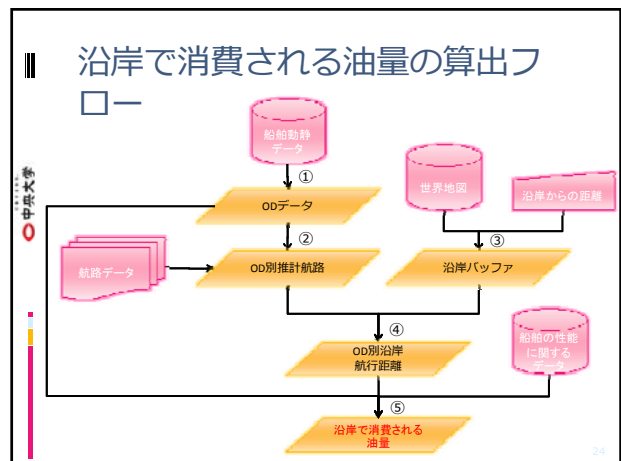 沿岸で消費される油量の算出フ
ロー
船舶動静
データ
①
世界地図
沿岸からの距離
中央大学
ODデータ
②
③
航路データ
OD別推計航路
沿岸バッファ
④
船舶の性能
に関する
データ
OD別沿岸
航行距離
⑤
沿岸で消費される
油量
24